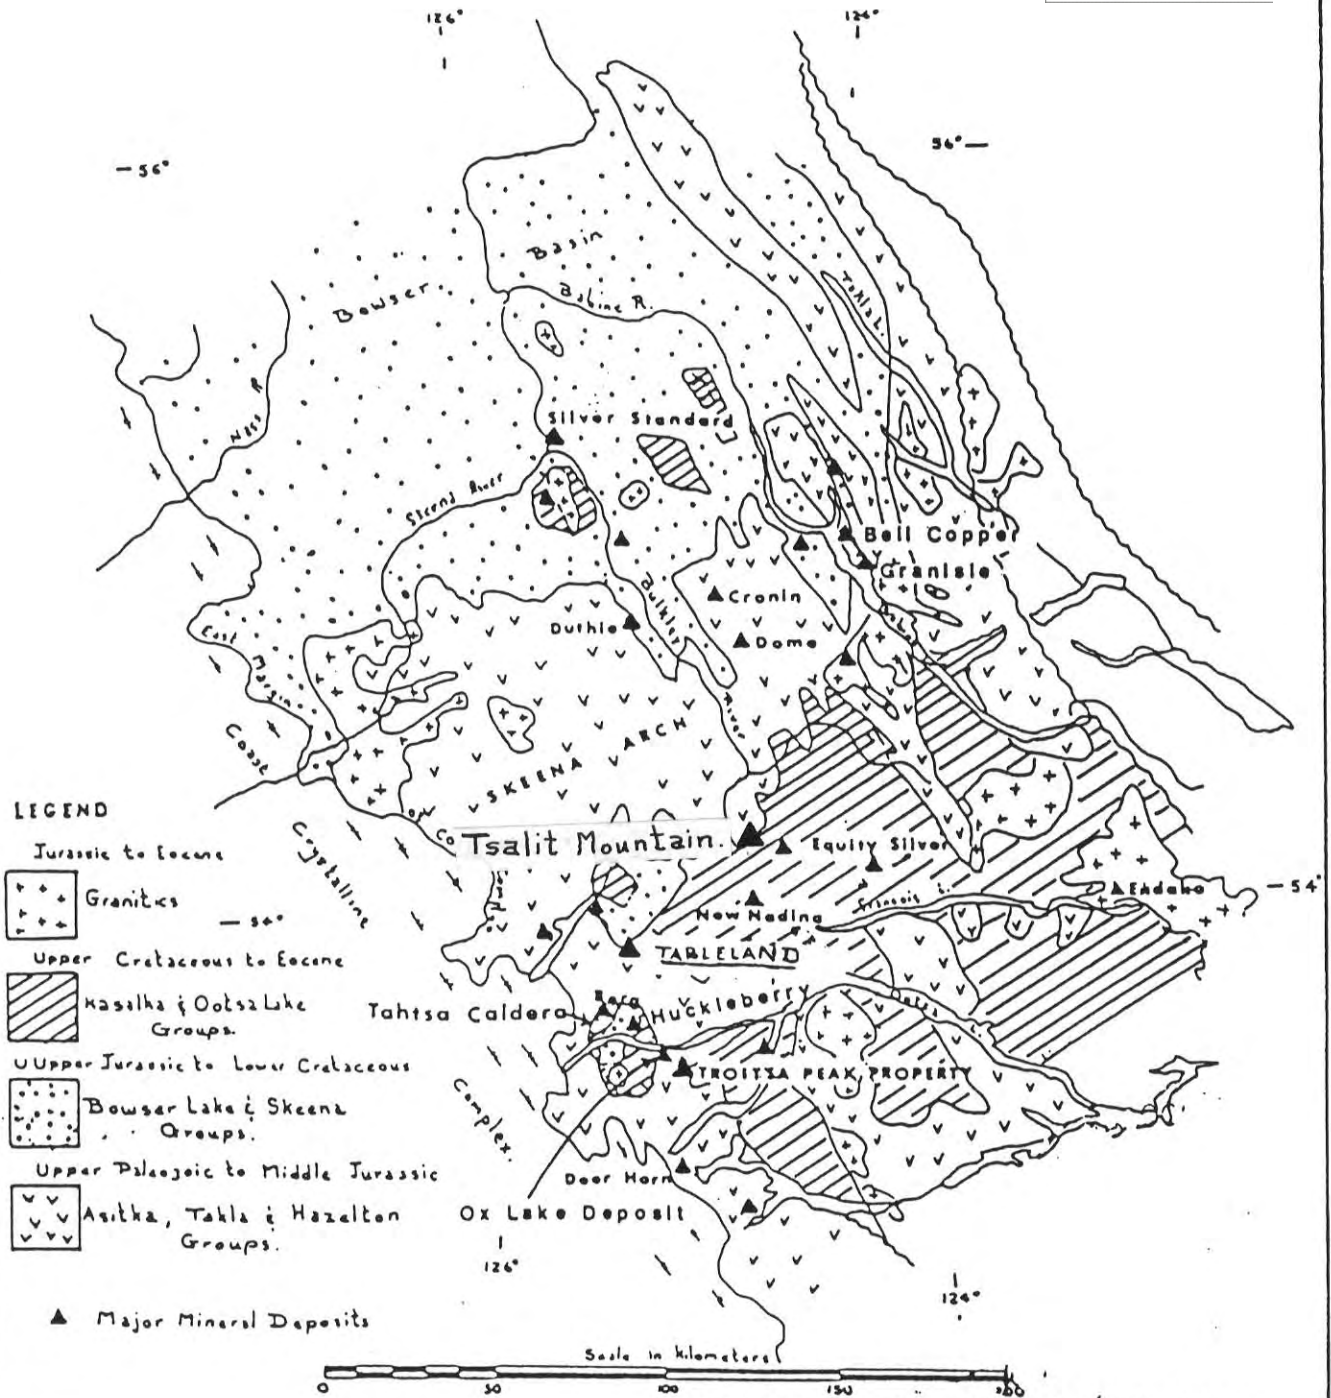 126°
124°
56°
56°
Basin
Bowser
Babine R.
Takla L.
Nass R.
Silver Standard
Skeena River
Bell Copper
Granisle
Cronin
Bulkley
Duthie
Dome
East
Margin
River
Coast
SKEENA ARCH
LEGEND
Tsalit Mountain.
Equity Silver
Jurassic to Eocene
Crystalline
Granitics
Endako
54°
54°
New Nadina
Francois L.
Upper Cretaceous to Eocene
TABLELAND
Kasalka & Ootsa Lake
Groups.
Tahtsa Caldera
Berg
Huckleberry
Ootsa
U Upper Jurassic to Lower Cretaceous
TROITSA PEAK PROPERTY
Bowser Lake & Skeena
Groups.
Complex.
Upper Paleozoic to Middle Jurassic
Deer Horn
Asitka, Takla & Hazelton
Groups.
Ox Lake Deposit
126°
124°
Major Mineral Deposits
Scale in kilometers
0 50 100 150 200